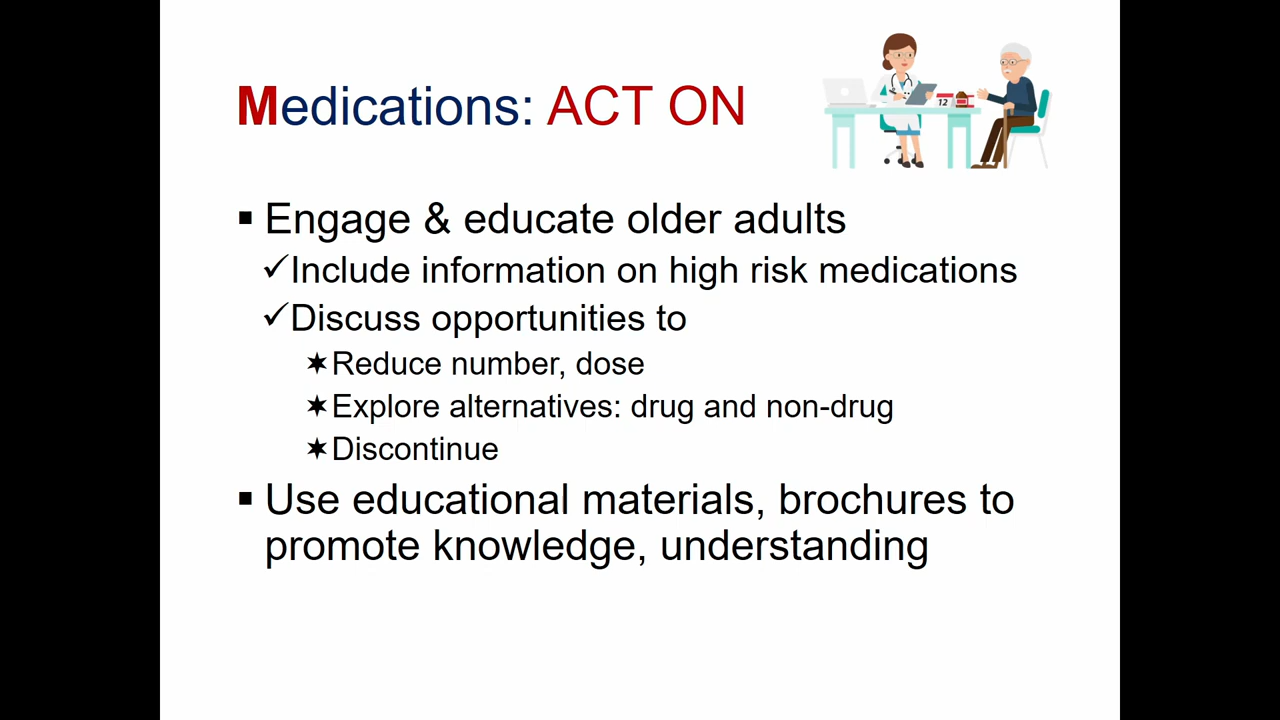 Medications: ACT ON
12
▪ Engage & educate older adults
✓Include information on high risk medications
✓Discuss opportunities to
✶Reduce number, dose
✶Explore alternatives: drug and non-drug
✶Discontinue
▪ Use educational materials, brochures to
promote knowledge, understanding